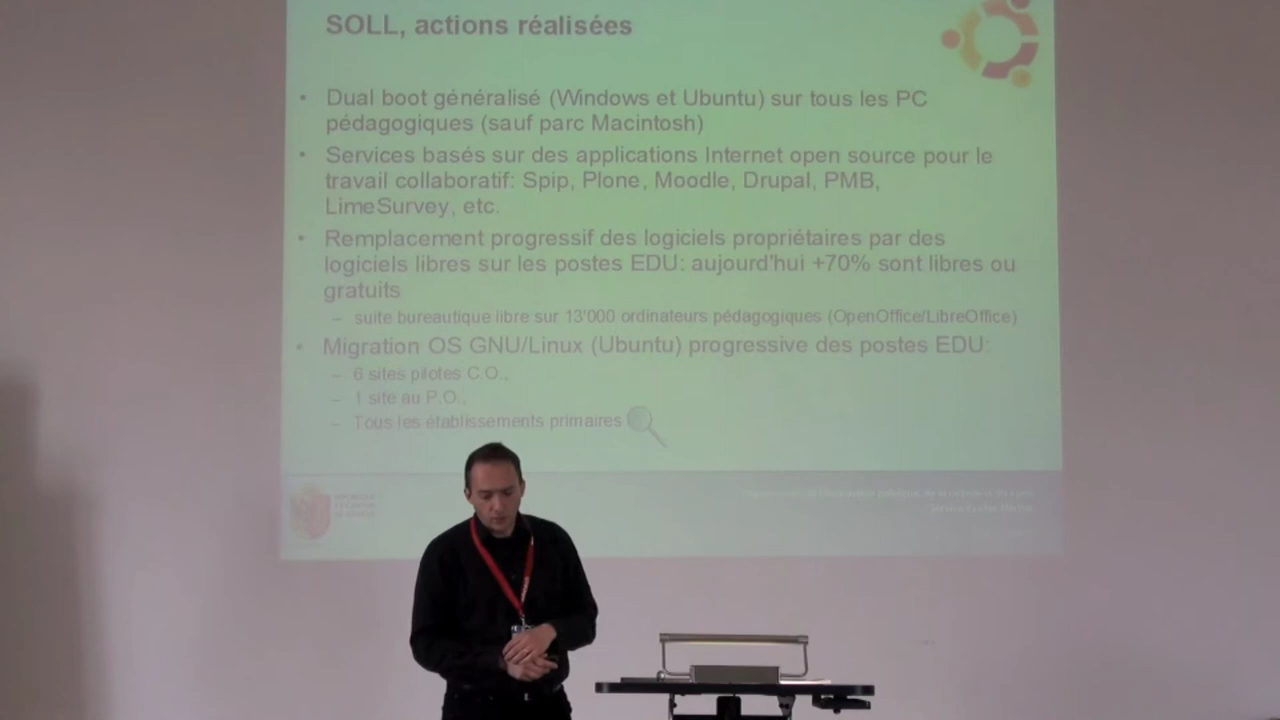 SOLL, actions réalisées
• Dual boot généralisé (Windows et Ubuntu) sur tous les PC
pédagogiques (sauf parc Macintosh)
• Services basés sur des applications Internet open source pour le
travail collaboratif: Spip, Plone, Moodle, Drupal, PMB,
LimeSurvey, etc.
• Remplacement progressif des logiciels propriétaires par des
logiciels libres sur les postes EDU: aujourd'hui +70% sont libres ou
gratuits
– suite bureautique libre sur 13'000 ordinateurs pédagogiques (OpenOffice/LibreOffice)
• Migration OS GNU/Linux (Ubuntu) progressive des postes EDU:
– 6 sites pilotes C.O.,
– 1 site au P.O.,
– Tous les établissements primaires